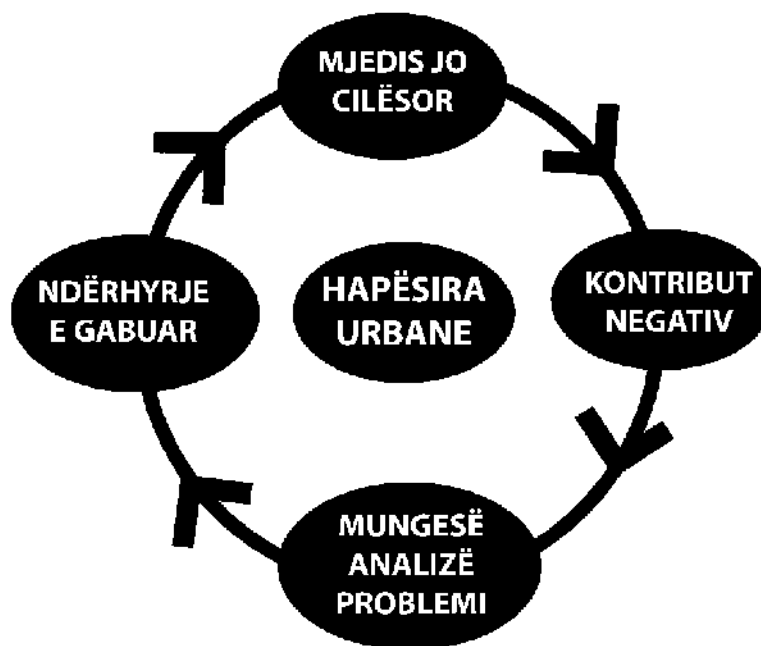 MJEDIS JO
CILËSOR
NDËRHYRJE
E GABUAR
HAPËSIRA
URBANE
KONTRIBUT
NEGATIV
MUNGESË
ANALIZË
PROBLEMI